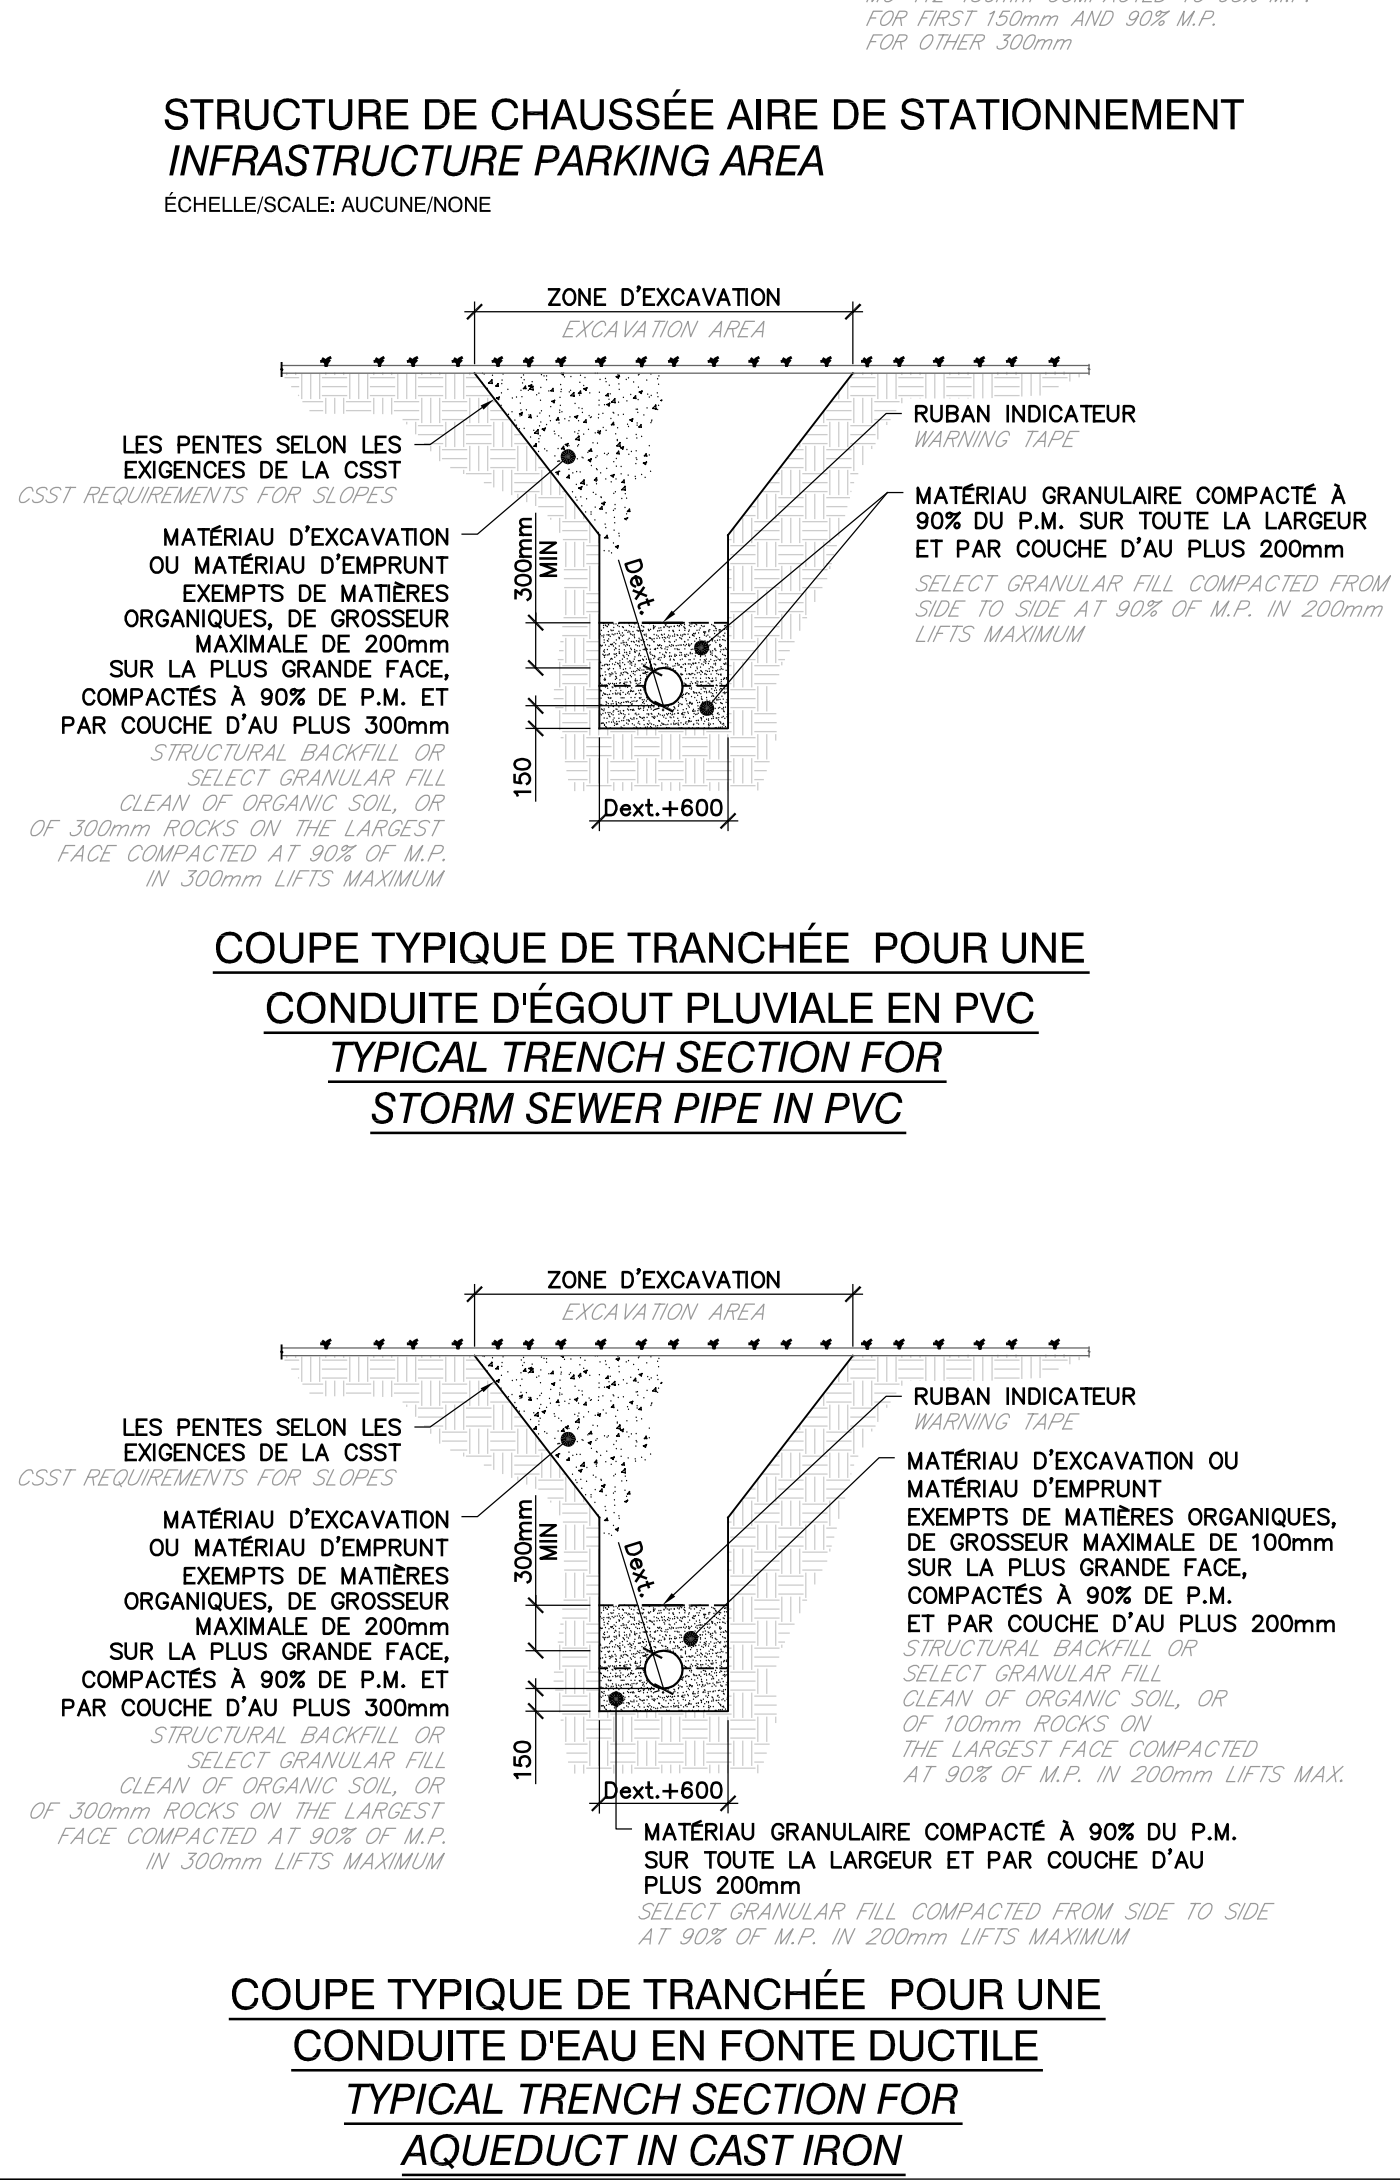 FOR FIRST 150mm AND 90% M.P.
FOR OTHER 300mm
STRUCTURE DE CHAUSSÉE AIRE DE STATIONNEMENT
INFRASTRUCTURE PARKING AREA
ÉCHELLE/SCALE: AUCUNE/NONE
ZONE D'EXCAVATION
EXCAVATION AREA
LES PENTES SELON LES
EXIGENCES DE LA CSST
CSST REQUIREMENTS FOR SLOPES
MATÉRIAU D'EXCAVATION
OU MATÉRIAU D'EMPRUNT
EXEMPTS DE MATIÈRES
ORGANIQUES, DE GROSSEUR
MAXIMALE DE 200mm
SUR LA PLUS GRANDE FACE,
COMPACTÉS À 90% DE P.M. ET
PAR COUCHE D'AU PLUS 300mm
STRUCTURAL BACKFILL OR
SELECT GRANULAR FILL
CLEAN OF ORGANIC SOIL, OR
OF 300mm ROCKS ON THE LARGEST
FACE COMPACTED AT 90% OF M.P.
IN 300mm LIFTS MAXIMUM
300mm
MIN
Dext.
150
Dext.+600
RUBAN INDICATEUR
WARNING TAPE
MATÉRIAU GRANULAIRE COMPACTÉ À
90% DU P.M. SUR TOUTE LA LARGEUR
ET PAR COUCHE D'AU PLUS 200mm
SELECT GRANULAR FILL COMPACTED FROM
SIDE TO SIDE AT 90% OF M.P. IN 200mm
LIFTS MAXIMUM
COUPE TYPIQUE DE TRANCHÉE POUR UNE
CONDUITE D'ÉGOUT PLUVIALE EN PVC
TYPICAL TRENCH SECTION FOR
STORM SEWER PIPE IN PVC
ZONE D'EXCAVATION
EXCAVATION AREA
LES PENTES SELON LES
EXIGENCES DE LA CSST
CSST REQUIREMENTS FOR SLOPES
MATÉRIAU D'EXCAVATION
OU MATÉRIAU D'EMPRUNT
EXEMPTS DE MATIÈRES
ORGANIQUES, DE GROSSEUR
MAXIMALE DE 200mm
SUR LA PLUS GRANDE FACE,
COMPACTÉS À 90% DE P.M. ET
PAR COUCHE D'AU PLUS 300mm
STRUCTURAL BACKFILL OR
SELECT GRANULAR FILL
CLEAN OF ORGANIC SOIL, OR
OF 300mm ROCKS ON THE LARGEST
FACE COMPACTED AT 90% OF M.P.
IN 300mm LIFTS MAXIMUM
300mm
MIN
Dext.
150
Dext.+600
RUBAN INDICATEUR
WARNING TAPE
MATÉRIAU D'EXCAVATION OU
MATÉRIAU D'EMPRUNT
EXEMPTS DE MATIÈRES ORGANIQUES,
DE GROSSEUR MAXIMALE DE 100mm
SUR LA PLUS GRANDE FACE,
COMPACTÉS À 90% DE P.M.
ET PAR COUCHE D'AU PLUS 200mm
STRUCTURAL BACKFILL OR
SELECT GRANULAR FILL
CLEAN OF ORGANIC SOIL, OR
OF 100mm ROCKS ON
THE LARGEST FACE COMPACTED
AT 90% OF M.P. IN 200mm LIFTS MAX.
MATÉRIAU GRANULAIRE COMPACTÉ À 90% DU P.M.
SUR TOUTE LA LARGEUR ET PAR COUCHE D'AU
PLUS 200mm
SELECT GRANULAR FILL COMPACTED FROM SIDE TO SIDE
AT 90% OF M.P. IN 200mm LIFTS MAXIMUM
COUPE TYPIQUE DE TRANCHÉE POUR UNE
CONDUITE D'EAU EN FONTE DUCTILE
TYPICAL TRENCH SECTION FOR
AQUEDUCT IN CAST IRON